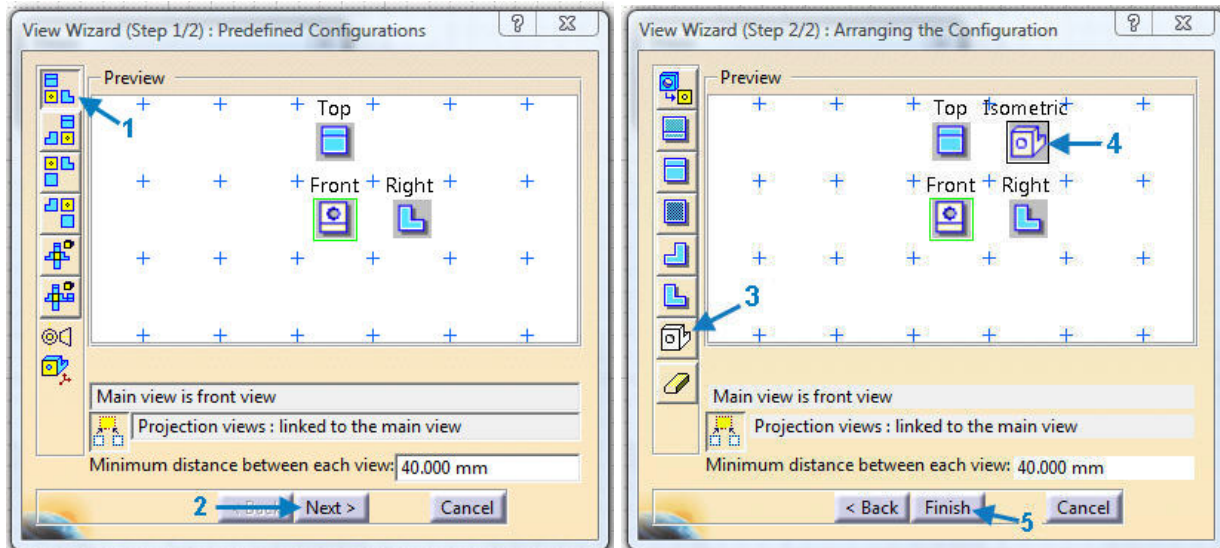 View Wizard (Step 1/2) : Predefined Configurations
Preview
Top
Front Right
1
Main view is front view
Projection views : linked to the main view
Minimum distance between each view: 40.000 mm
2
< Back Next > Cancel
View Wizard (Step 2/2) : Arranging the Configuration
Preview
Top Isometric
4
Front Right
3
Main view is front view
Projection views : linked to the main view
Minimum distance between each view: 40.000 mm
< Back Finish Cancel
5